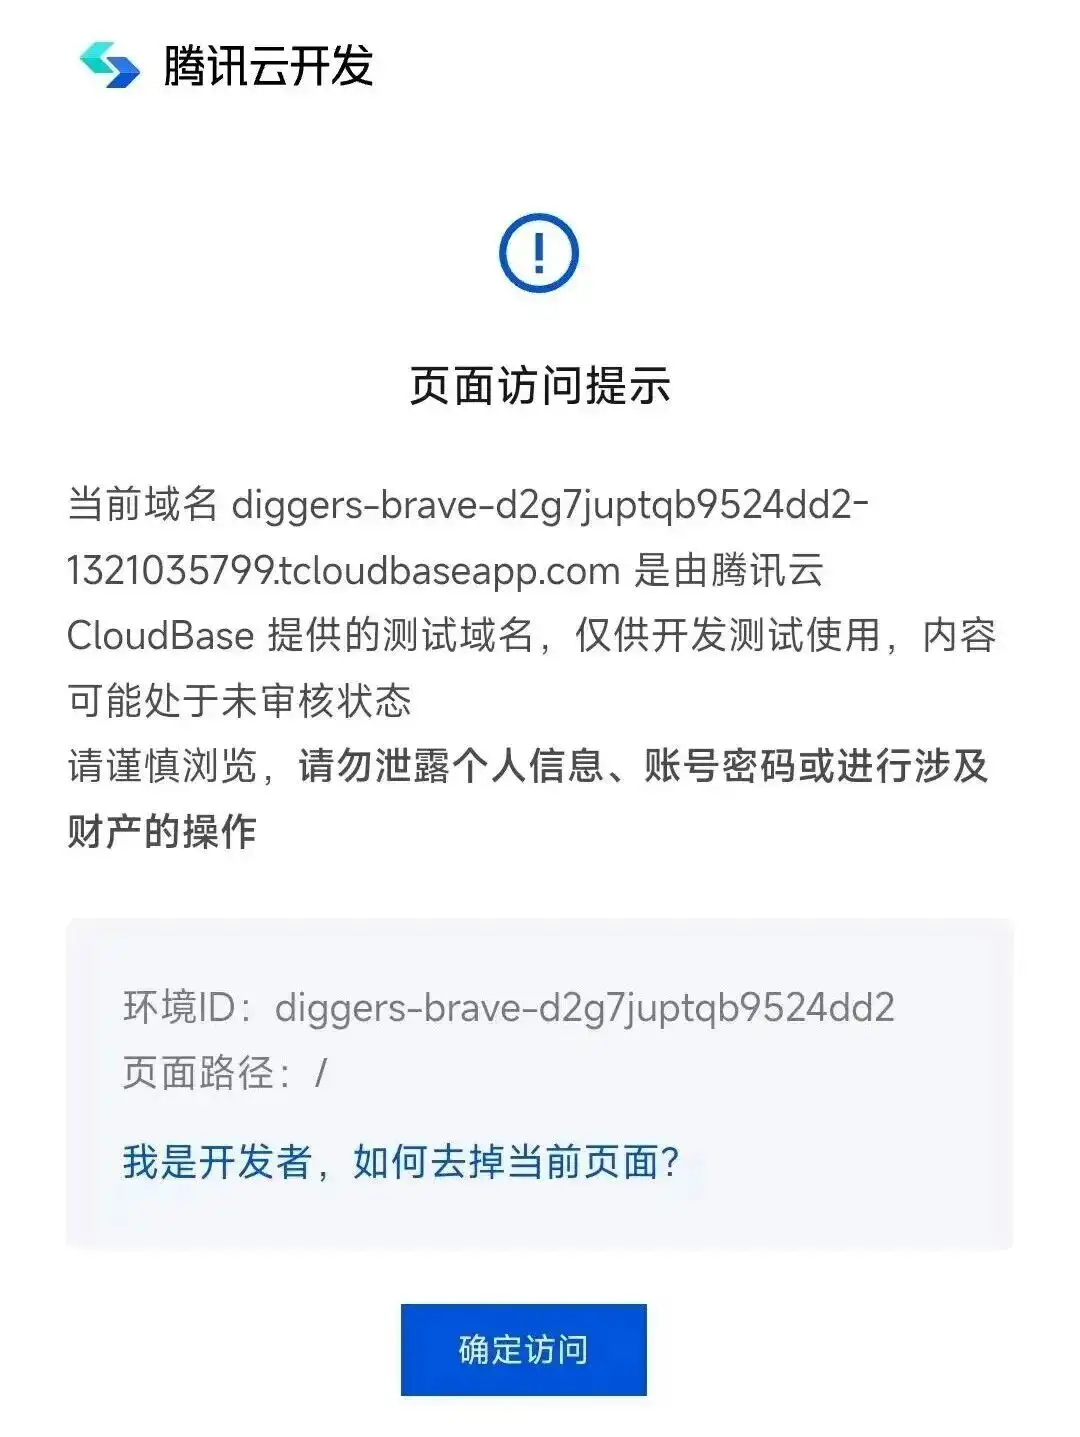 腾讯云开发
页面访问提示
当前域名 diggers-brave-d2g7juptqb9524dd2-
1321035799.tcloudbaseapp.com 是由腾讯云
CloudBase 提供的测试域名，仅供开发测试使用，内容
可能处于未审核状态
请谨慎浏览，请勿泄露个人信息、账号密码或进行涉及
财产的操作
环境ID：diggers-brave-d2g7juptqb9524dd2
页面路径：/
我是开发者，如何去掉当前页面？
确定访问